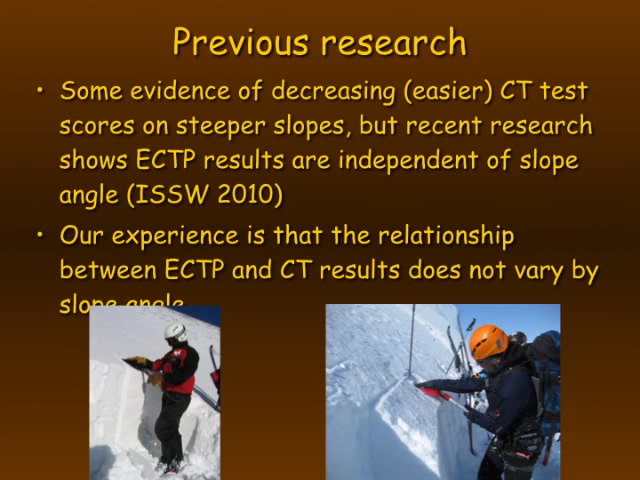 Previous research
• Some evidence of decreasing (easier) CT test
scores on steeper slopes, but recent research
shows ECTP results are independent of slope
angle (ISSW 2010)
• Our experience is that the relationship
between ECTP and CT results does not vary by
slope angle